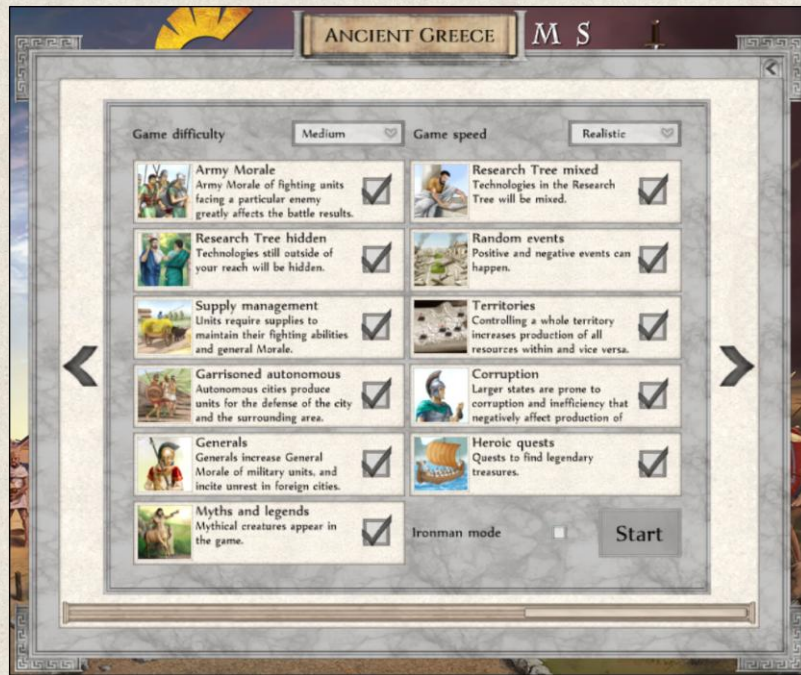 ANCIENT GREECE
M S
Game difficulty
Medium
Game speed
Realistic
Army Morale
Army Morale of fighting units
facing a particular enemy
greatly affects the battle results.
Research Tree mixed
Technologies in the Research
Tree will be mixed.
Research Tree hidden
Technologies still outside of
your reach will be hidden.
Random events
Positive and negative events can
happen.
Supply management
Units require supplies to
maintain their fighting abilities
and general Morale.
Territories
Controlling a whole territory
increases production of all
resources within and vice versa.
Garrisoned autonomous
Autonomous cities produce
units for the defense of the city
and the surrounding area.
Corruption
Larger states are prone to
corruption and inefficiency that
negatively affect production of
Generals
Generals increase General
Morale of military units, and
incite unrest in foreign cities.
Heroic quests
Quests to find legendary
treasures.
Myths and legends
Mythical creatures appear in
the game.
Ironman mode
Start